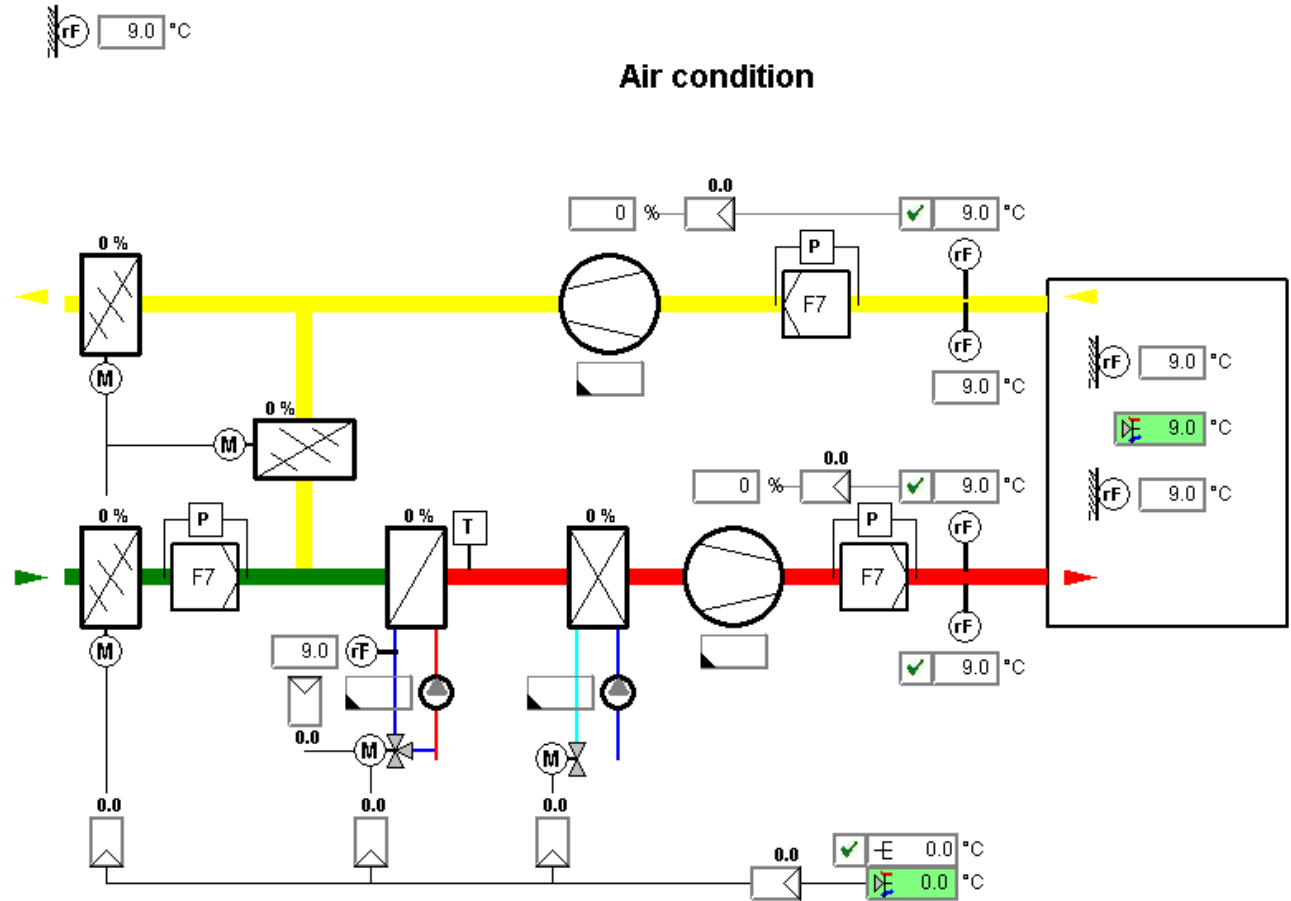 rF 9.0 °C
Air condition
0.0
0 % 9.0 °C
0 % P rF
F7
M rF 9.0 °C
9.0 °C
0 % 9.0 °C
M 0.0
0 % 9.0 °C rF 9.0 °C
0 % P 0 % T 0 % P rF
F7 F7
9.0 rF rF
M 9.0 °C
0.0 M M
0.0 0.0 0.0 0.0 0.0 °C
0.0 °C